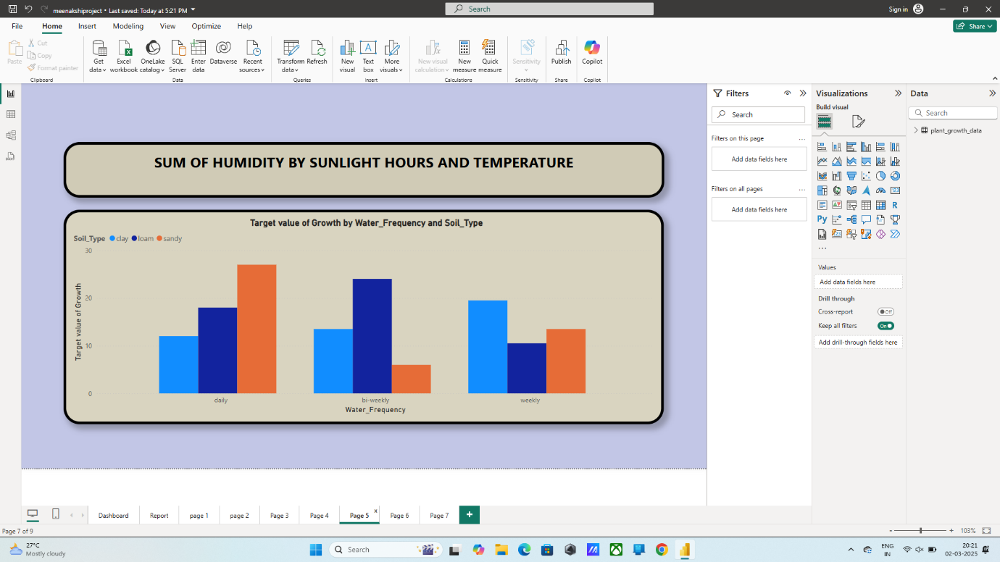 meenakshiproject • Last saved: Today at 5:21 PM
Search
Sign in
File Home Insert Modeling View Optimize Help
Share
Paste
Cut
Copy
Format painter
Clipboard
Get data
Excel workbook
OneLake catalog
SQL Server
Enter data
Dataverse
Recent sources
Data
Transform data
Refresh
Queries
New visual
Text box
More visuals
Insert
New visual calculation
New measure
Quick measure
Calculations
Sensitivity
Sensitivity
Publish
Share
Copilot
Copilot
SUM OF HUMIDITY BY SUNLIGHT HOURS AND TEMPERATURE
Target value of Growth by Water_Frequency and Soil_Type
Soil_Type clay loam sandy
30
20
10
0
Target value of Growth
daily bi-weekly weekly
Water_Frequency
Filters
Search
Filters on this page
Add data fields here
Filters on all pages
Add data fields here
Visualizations
Build visual
123
R
Py
Values
Add data fields here
Drill through
Cross-report Off
Keep all filters On
Add drill-through fields here
Data
Search
plant_growth_data
Dashboard Report page 1 page 2 Page 3 Page 4 Page 5 Page 6 Page 7
Page 7 of 9
103%
27°C
Mostly cloudy
Search
ENG
IN
20:21
02-03-2025